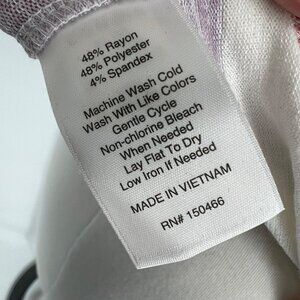 48% Rayon
48% Polyester
4% Spandex
Machine Wash Cold
Wash With Like Colors
Gentle Cycle
Non-chlorine Bleach
When Needed
Lay Flat To Dry
Low Iron If Needed
MADE IN VIETNAM
RN# 150466